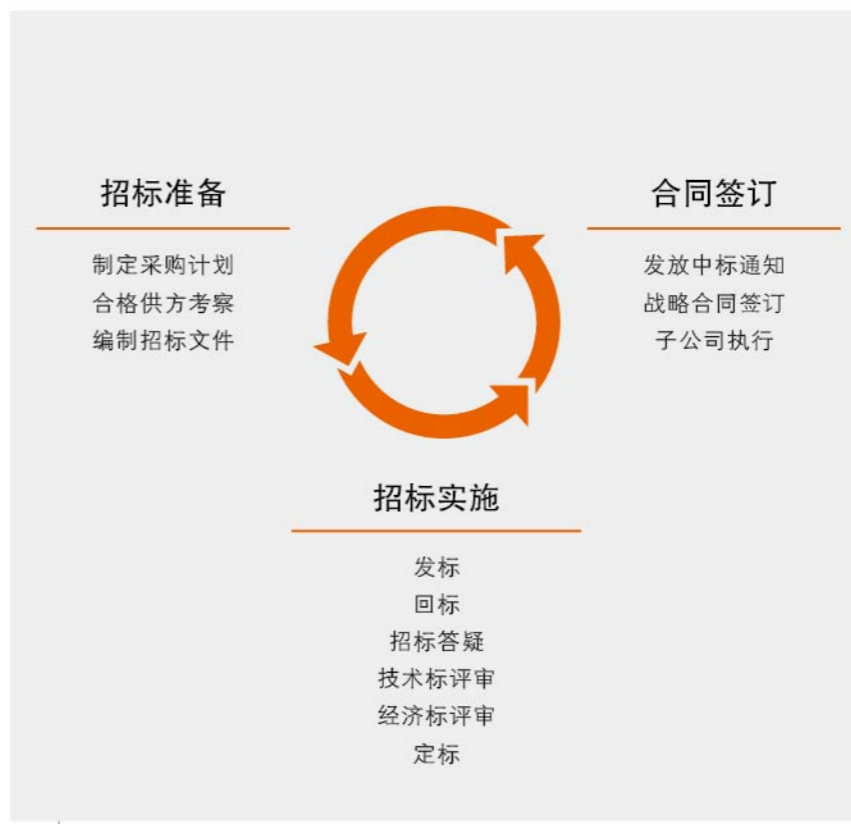 招标准备
制定采购计划
合格供方考察
编制招标文件
合同签订
发放中标通知
战略合同签订
子公司执行
招标实施
发标
回标
招标答疑
技术标评审
经济标评审
定标